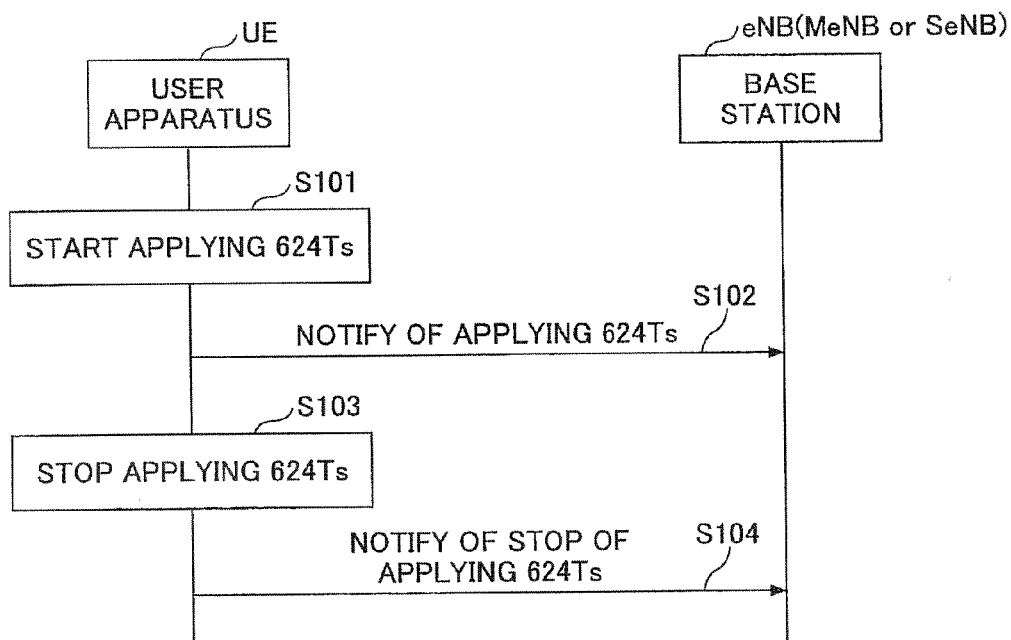 UE
eNB(MeNB or SeNB)
USER
APPARATUS
BASE
STATION
S101
START APPLYING 624Ts
S102
NOTIFY OF APPLYING 624Ts
S103
STOP APPLYING 624Ts
S104
NOTIFY OF STOP OF
APPLYING 624Ts